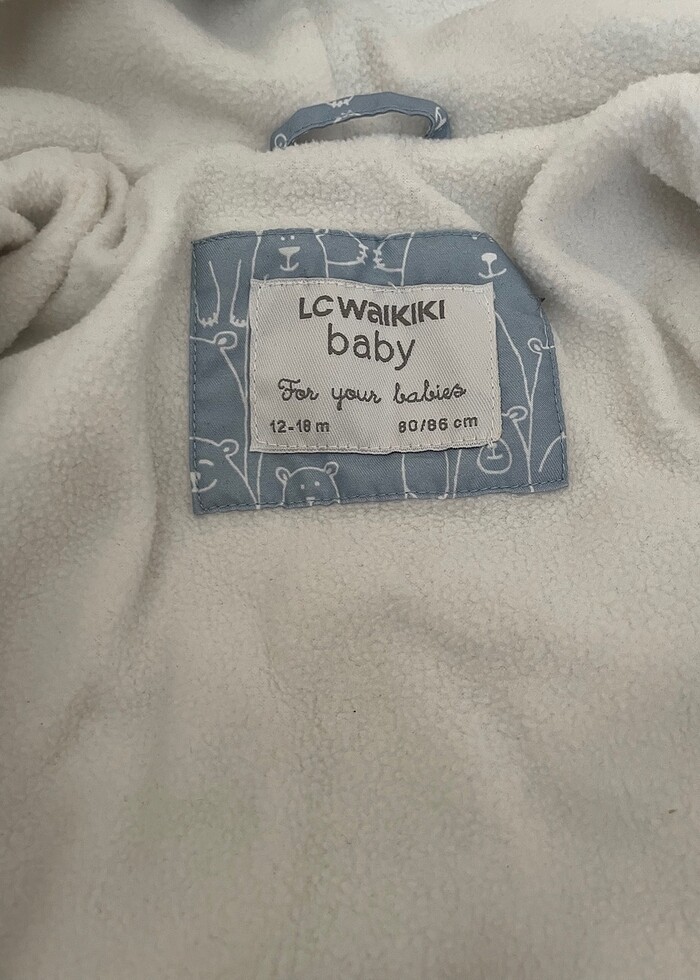 LC WAIKIKI
baby
For your babies
12-18 m 80/86 cm